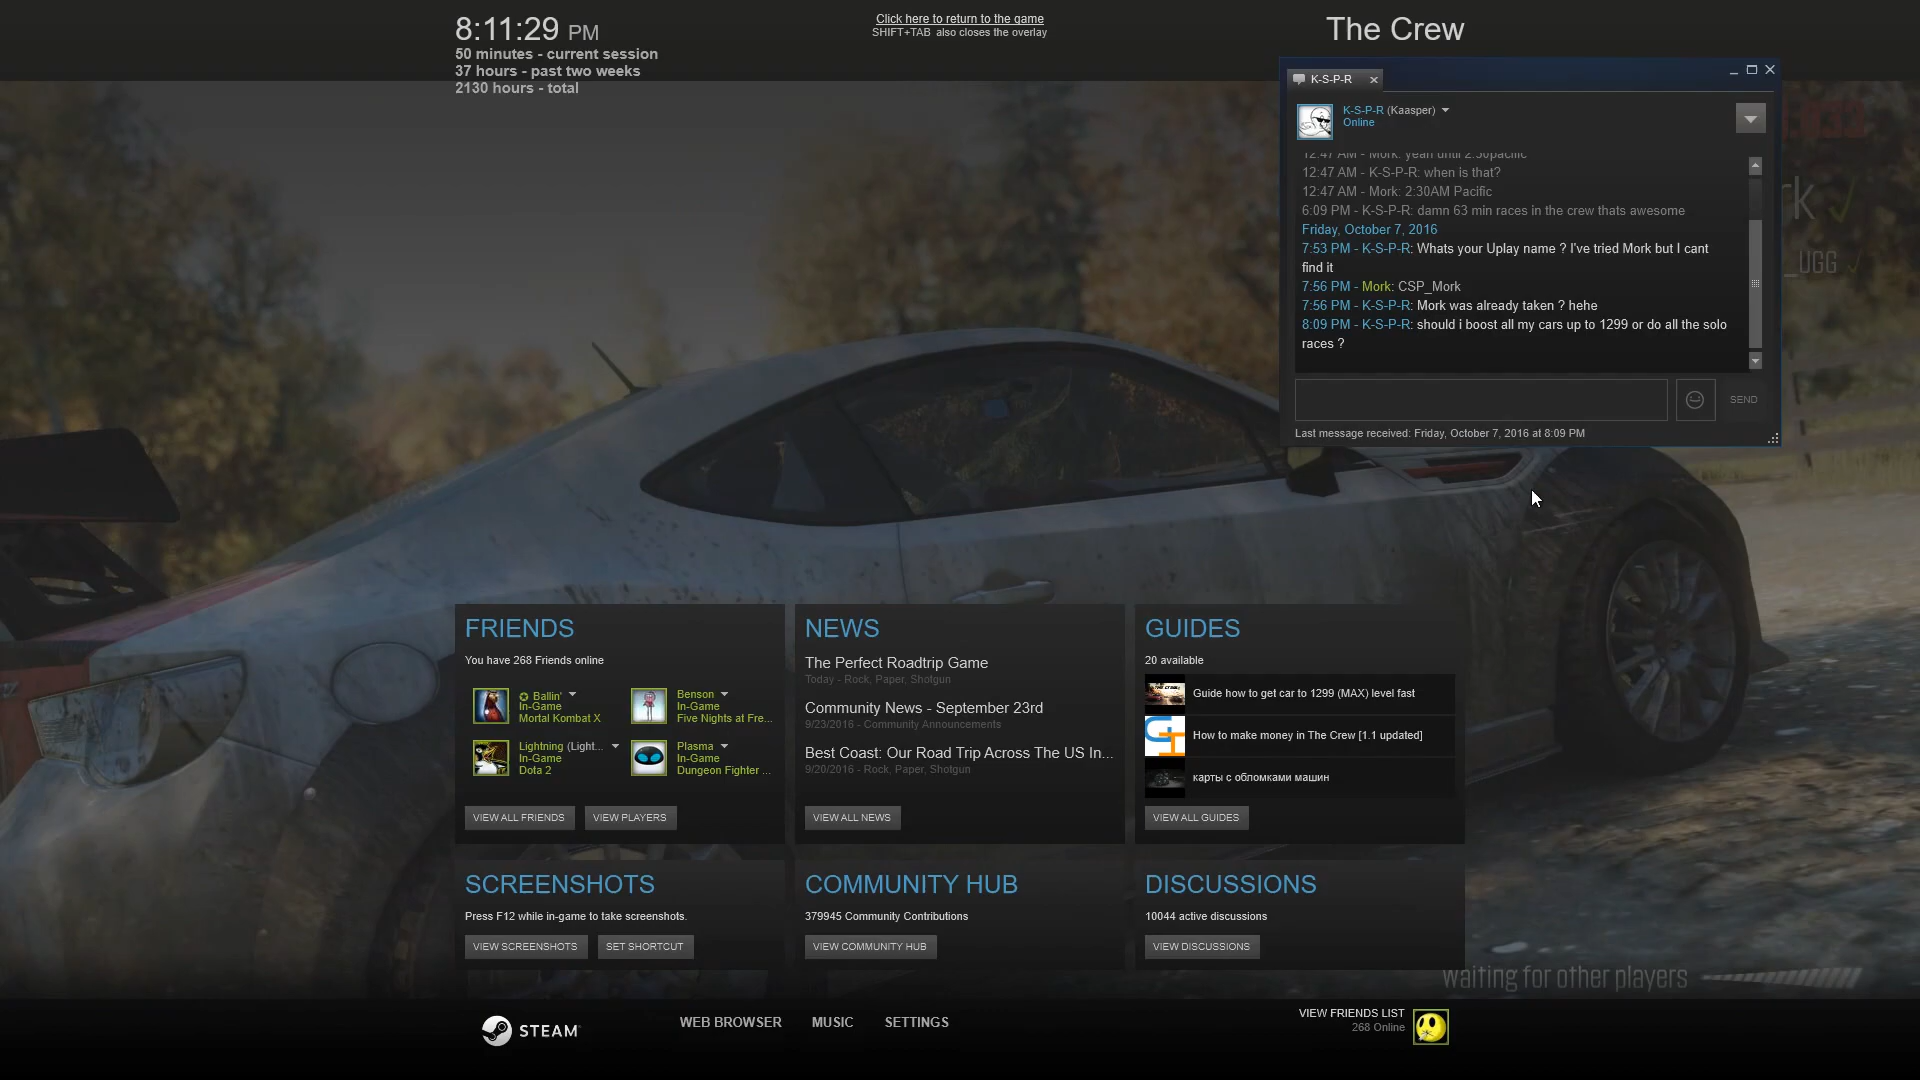 8:11:29 PM
50 minutes - current session
37 hours - past two weeks
2130 hours - total
Click here to return to the game
SHIFT+TAB also closes the overlay
The Crew
K-S-P-R
K-S-P-R (Kaasper)
Online
12:47 AM - Mork: yeah until 2:30pacific
12:47 AM - K-S-P-R: when is that?
12:47 AM - Mork: 2:30AM Pacific
6:09 PM - K-S-P-R: damn 63 min races in the crew thats awesome
Friday, October 7, 2016
7:53 PM - K-S-P-R: Whats your Uplay name ? I've tried Mork but I cant
find it
7:56 PM - Mork: CSP_Mork
7:56 PM - K-S-P-R: Mork was already taken ? hehe
8:09 PM - K-S-P-R: should i boost all my cars up to 1299 or do all the solo
races ?
SEND
Last message received: Friday, October 7, 2016 at 8:09 PM
rk
_UGG
FRIENDS
You have 268 Friends online
Ballin'
In-Game
Mortal Kombat X
Benson
In-Game
Five Nights at Fre...
Lightning (Light...
In-Game
Dota 2
Plasma
In-Game
Dungeon Fighter ...
VIEW ALL FRIENDS
VIEW PLAYERS
NEWS
The Perfect Roadtrip Game
Today - Rock, Paper, Shotgun
Community News - September 23rd
9/23/2016 - Community Announcements
Best Coast: Our Road Trip Across The US In...
9/20/2016 - Rock, Paper, Shotgun
VIEW ALL NEWS
GUIDES
20 available
Guide how to get car to 1299 (MAX) level fast
How to make money in The Crew [1.1 updated]
карты с обломками машин
VIEW ALL GUIDES
SCREENSHOTS
Press F12 while in-game to take screenshots.
VIEW SCREENSHOTS
SET SHORTCUT
COMMUNITY HUB
379945 Community Contributions
VIEW COMMUNITY HUB
DISCUSSIONS
10044 active discussions
VIEW DISCUSSIONS
waiting for other players
STEAM
WEB BROWSER
MUSIC
SETTINGS
VIEW FRIENDS LIST
268 Online